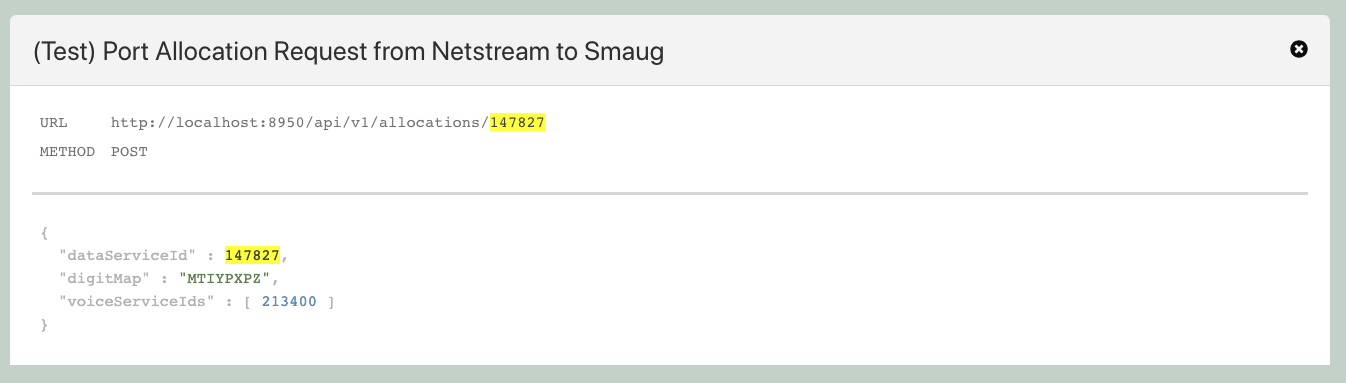 (Test) Port Allocation Request from Netstream to Smaug
URL http://localhost:8950/api/v1/allocations/147827
METHOD POST
{
"dataServiceId" : 147827,
"digitMap" : "MTIYPXPZ",
"voiceServiceIds" : [ 213400 ]
}